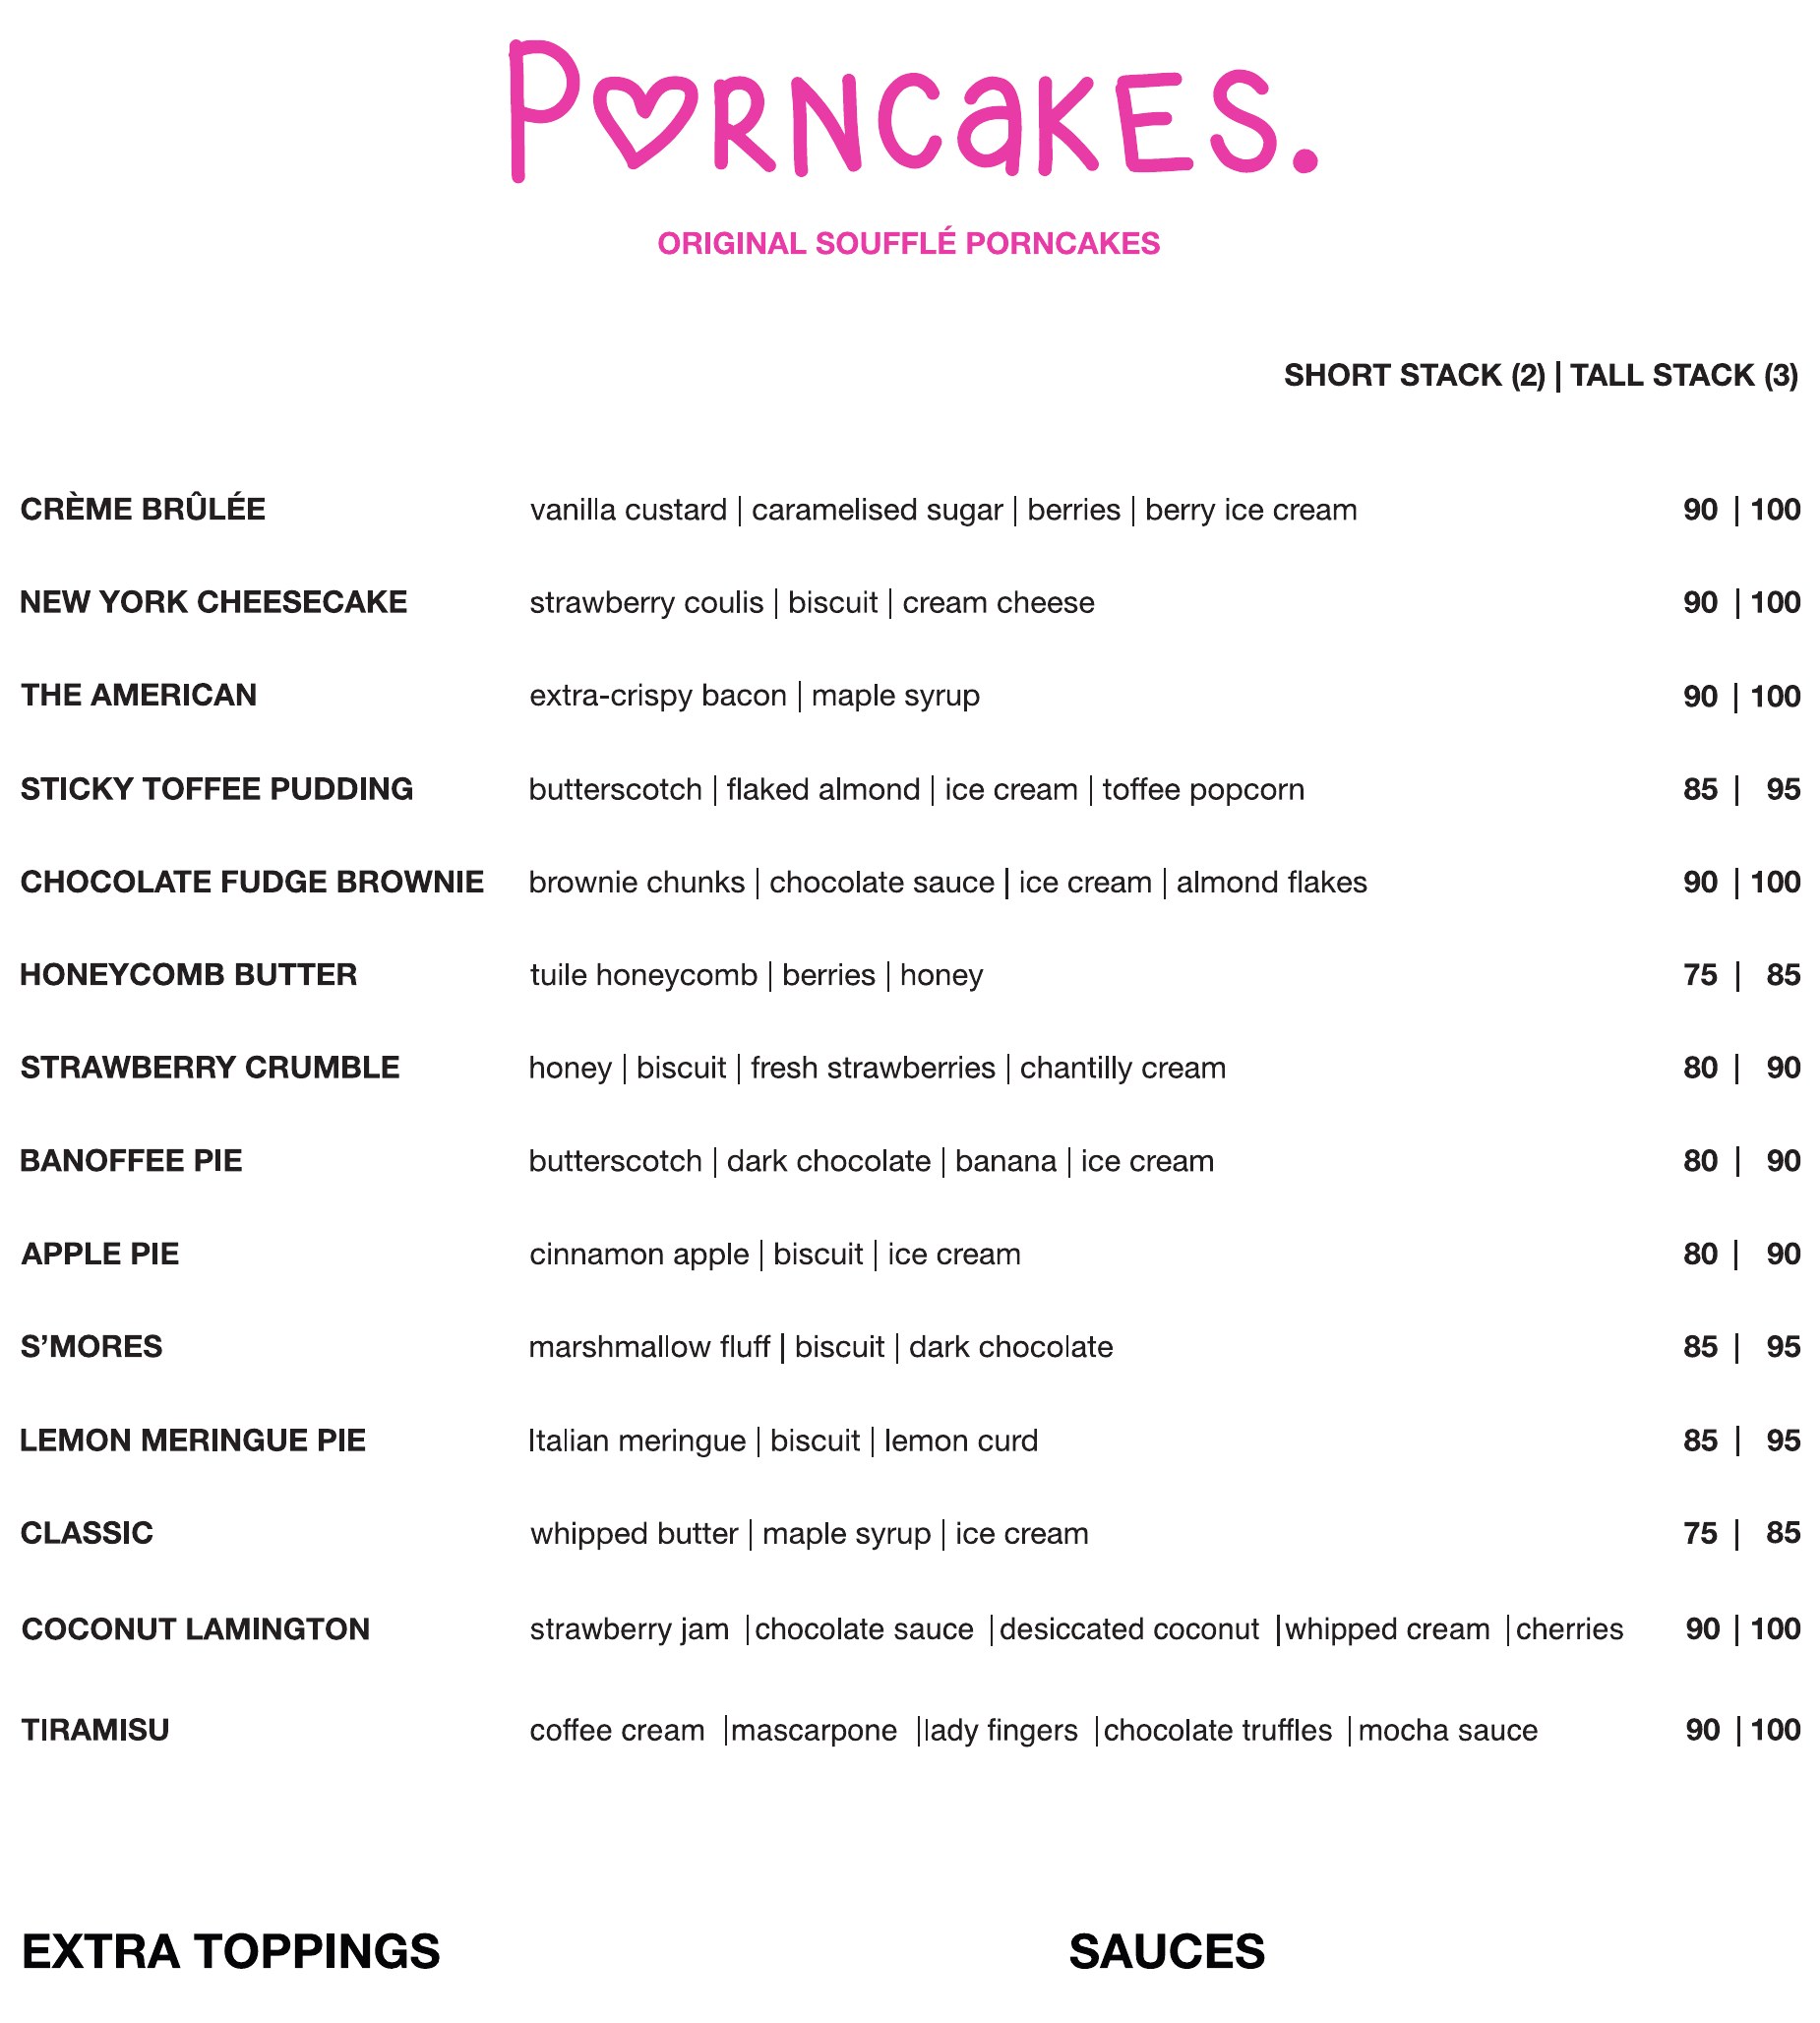 PORNCAKES.
ORIGINAL SOUFFLÉ PORNCAKES
SHORT STACK (2) | TALL STACK (3)
CRÈME BRÛLÉE vanilla custard | caramelised sugar | berries | berry ice cream 90 | 100
NEW YORK CHEESECAKE strawberry coulis | biscuit | cream cheese 90 | 100
THE AMERICAN extra-crispy bacon | maple syrup 90 | 100
STICKY TOFFEE PUDDING butterscotch | flaked almond | ice cream | toffee popcorn 85 | 95
CHOCOLATE FUDGE BROWNIE brownie chunks | chocolate sauce | ice cream | almond flakes 90 | 100
HONEYCOMB BUTTER tuile honeycomb | berries | honey 75 | 85
STRAWBERRY CRUMBLE honey | biscuit | fresh strawberries | chantilly cream 80 | 90
BANOFFEE PIE butterscotch | dark chocolate | banana | ice cream 80 | 90
APPLE PIE cinnamon apple | biscuit | ice cream 80 | 90
S’MORES marshmallow fluff | biscuit | dark chocolate 85 | 95
LEMON MERINGUE PIE Italian meringue | biscuit | lemon curd 85 | 95
CLASSIC whipped butter | maple syrup | ice cream 75 | 85
COCONUT LAMINGTON strawberry jam | chocolate sauce | desiccated coconut | whipped cream | cherries 90 | 100
TIRAMISU coffee cream | mascarpone | lady fingers | chocolate truffles | mocha sauce 90 | 100
EXTRA TOPPINGS SAUCES